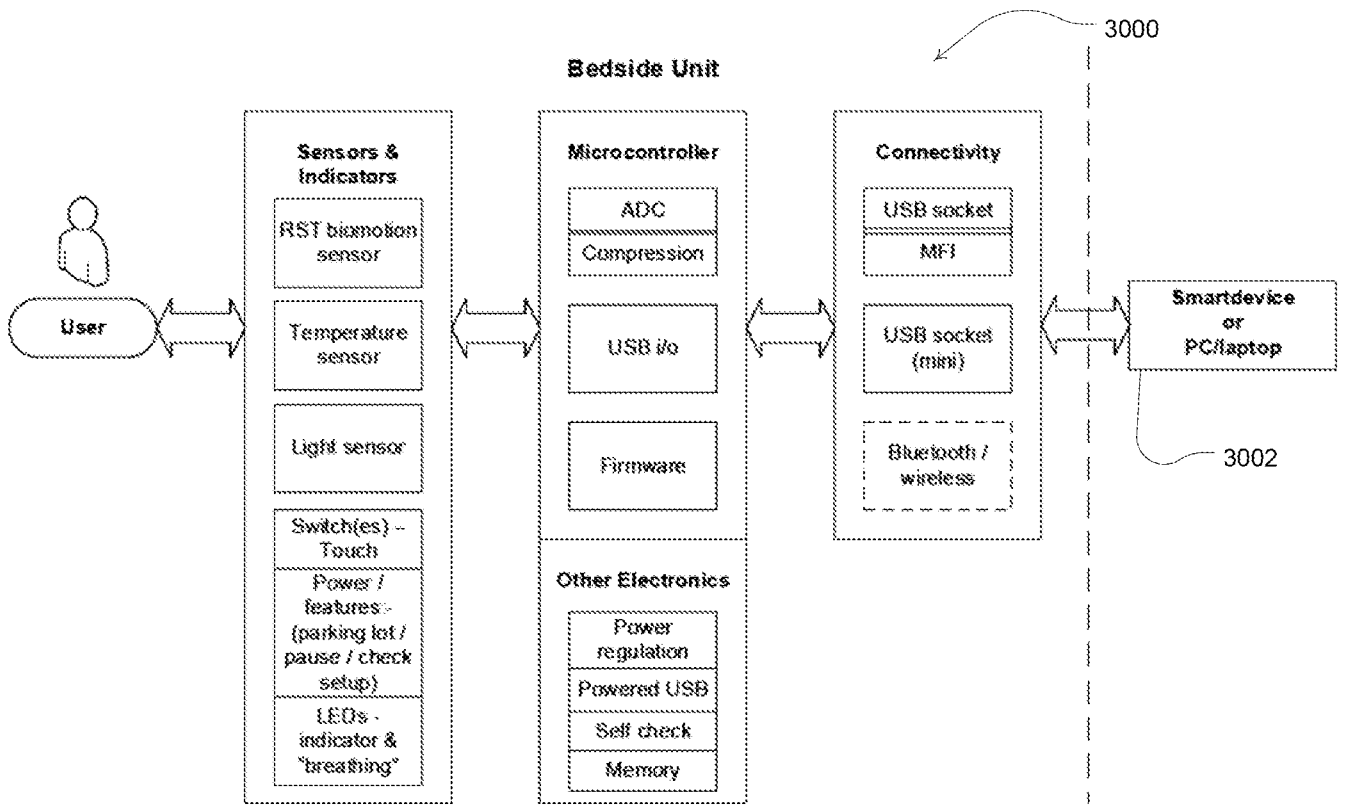 3000
Bedside Unit
Sensors &
Indicators
RST biomotion
sensor
Temperature
sensor
Light sensor
Switch(es) –
Touch
Power /
features -
(parking lot /
pause / check
setup)
LEDs -
indicator &
"breathing"
Microcontroller
ADC
Compression
USB i/o
Firmware
Other Electronics
Power
regulation
Powered USB
Self check
Memory
Connectivity
USB socket
MFI
USB socket
(mini)
Bluetooth /
wireless
User
Smartdevice
or
PC/laptop
3002